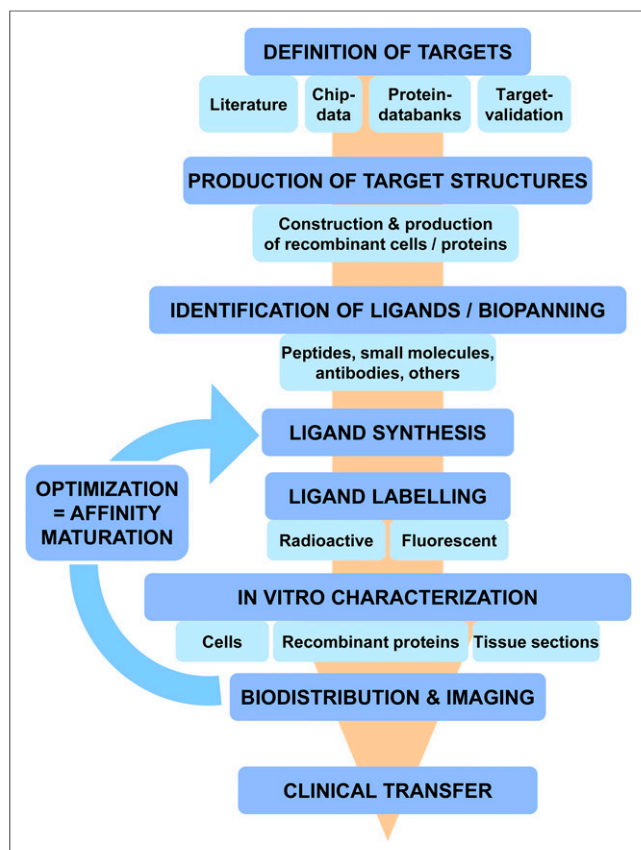 DEFINITION OF TARGETS
Literature
Chip-
data
Protein-
databanks
Target-
validation
PRODUCTION OF TARGET STRUCTURES
Construction & production
of recombinant cells / proteins
IDENTIFICATION OF LIGANDS / BIOPANNING
Peptides, small molecules,
antibodies, others
LIGAND SYNTHESIS
OPTIMIZATION
= AFFINITY
MATURATION
LIGAND LABELLING
Radioactive
Fluorescent
IN VITRO CHARACTERIZATION
Cells
Recombinant proteins
Tissue sections
BIODISTRIBUTION & IMAGING
CLINICAL TRANSFER